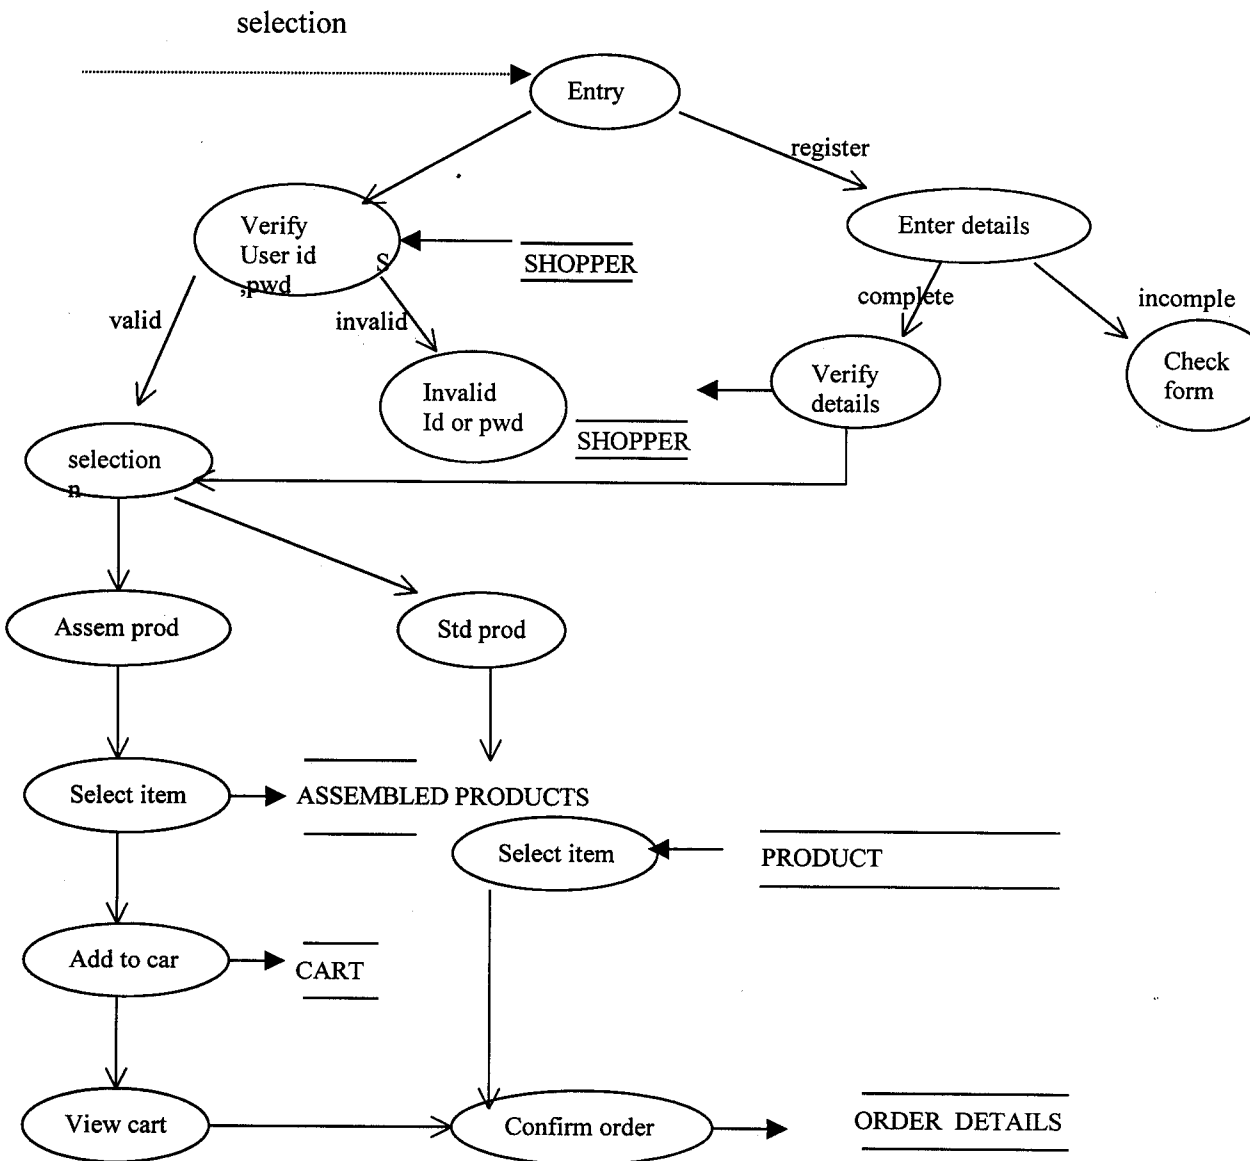 selection
Entry
register
Verify
User id
,pwd
S
SHOPPER
Enter details
valid
invalid
complete
incomple
Invalid
Id or pwd
SHOPPER
Verify
details
Check
form
selection
n
Assem prod
Std prod
Select item
ASSEMBLED PRODUCTS
Select item
PRODUCT
Add to car
CART
View cart
Confirm order
ORDER DETAILS